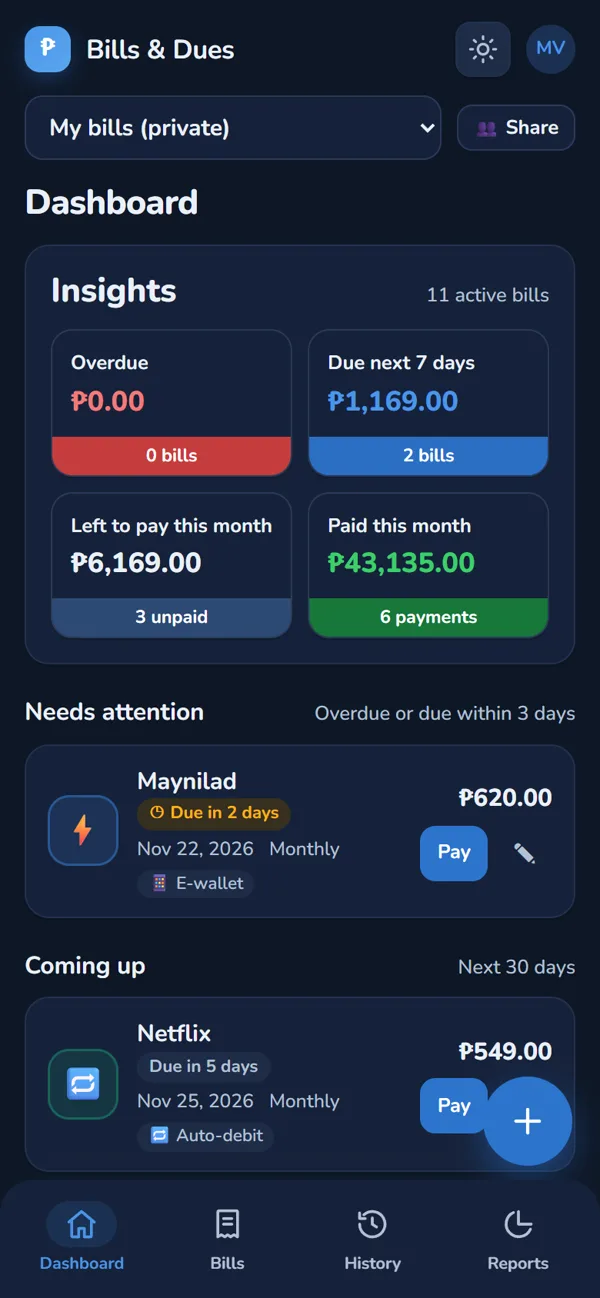 ₱ Bills & Dues MV
My bills (private) Share
Dashboard
Insights 11 active bills
Overdue
₱0.00
0 bills
Due next 7 days
₱1,169.00
2 bills
Left to pay this month
₱6,169.00
3 unpaid
Paid this month
₱43,135.00
6 payments
Needs attention Overdue or due within 3 days
Maynilad
Due in 2 days
₱620.00
Nov 22, 2026 Monthly
E-wallet
Pay
Coming up Next 30 days
Netflix
Due in 5 days
₱549.00
Nov 25, 2026 Monthly
Auto-debit
Pay
+
Dashboard Bills History Reports